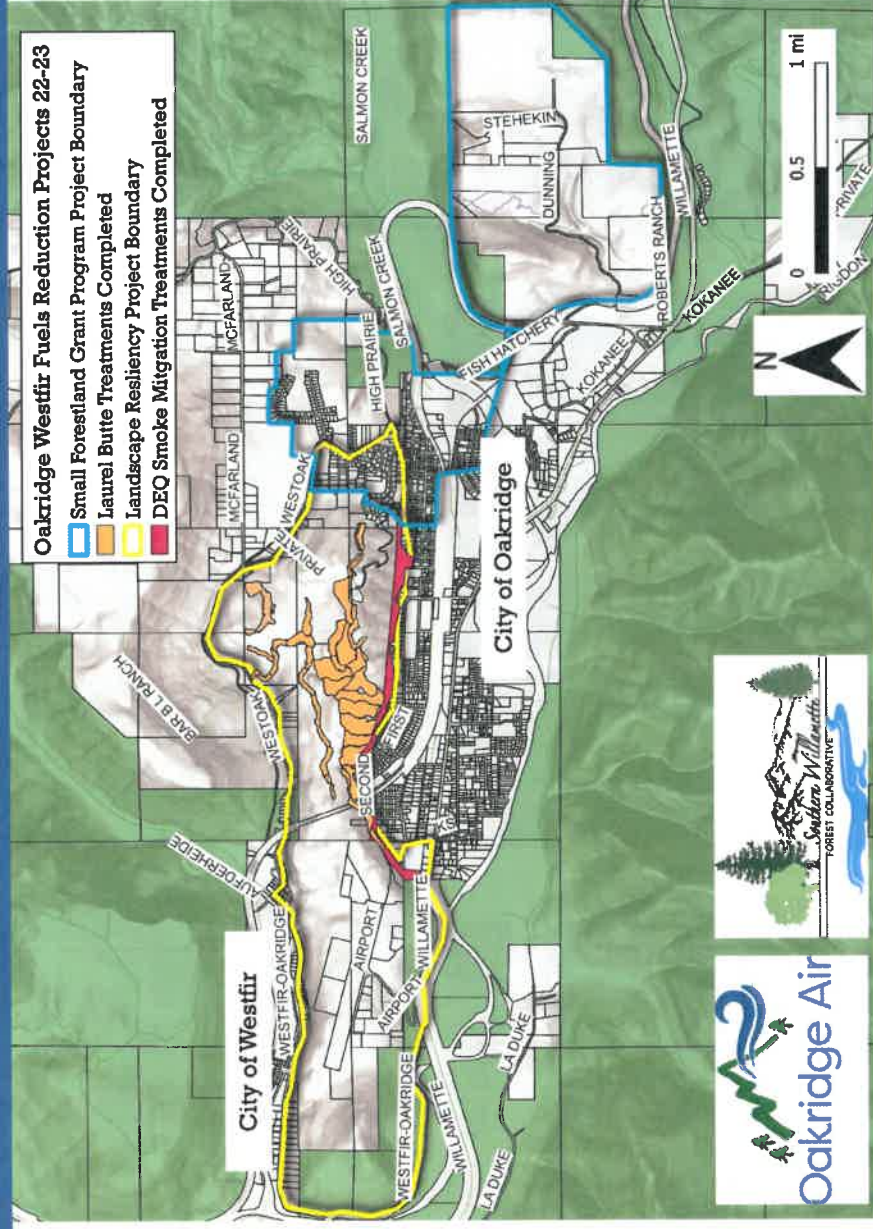 Oakridge Westfir Fuels Reduction Projects 22-23
Small Forestland Grant Program Project Boundary
Laurel Butte Treatments Completed
Landscape Resliency Project Boundary
DEQ Smoke Mitgation Treatments Completed
City of Westfir
City of Oakridge
AUFDERHEIDE
WESTFIR-OAKRIDGE
WESTOAK
BAR B L RANCH
PRIVATE
WESTOAK
MCFARLAND
MCFARLAND
HIGH PRAIRIE
HIGH PRAIRIE
SALMON CREEK
SALMON CREEK
STEHEKIN
DUNNING
FISH HATCHERY
ROBERTS RANCH
WILLAMETTE
KOKANEE
KOKANEE
PRIVATE
SECOND
FIRST
AIRPORT
AIRPORT
WILLAMETTE
WESTFIR-OAKRIDGE
WILLAMETTE
LA DUKE
LA DUKE
N
0
0.5
1 mi
Oakridge Air
Southern Willamette
FOREST COLLABORATIVE